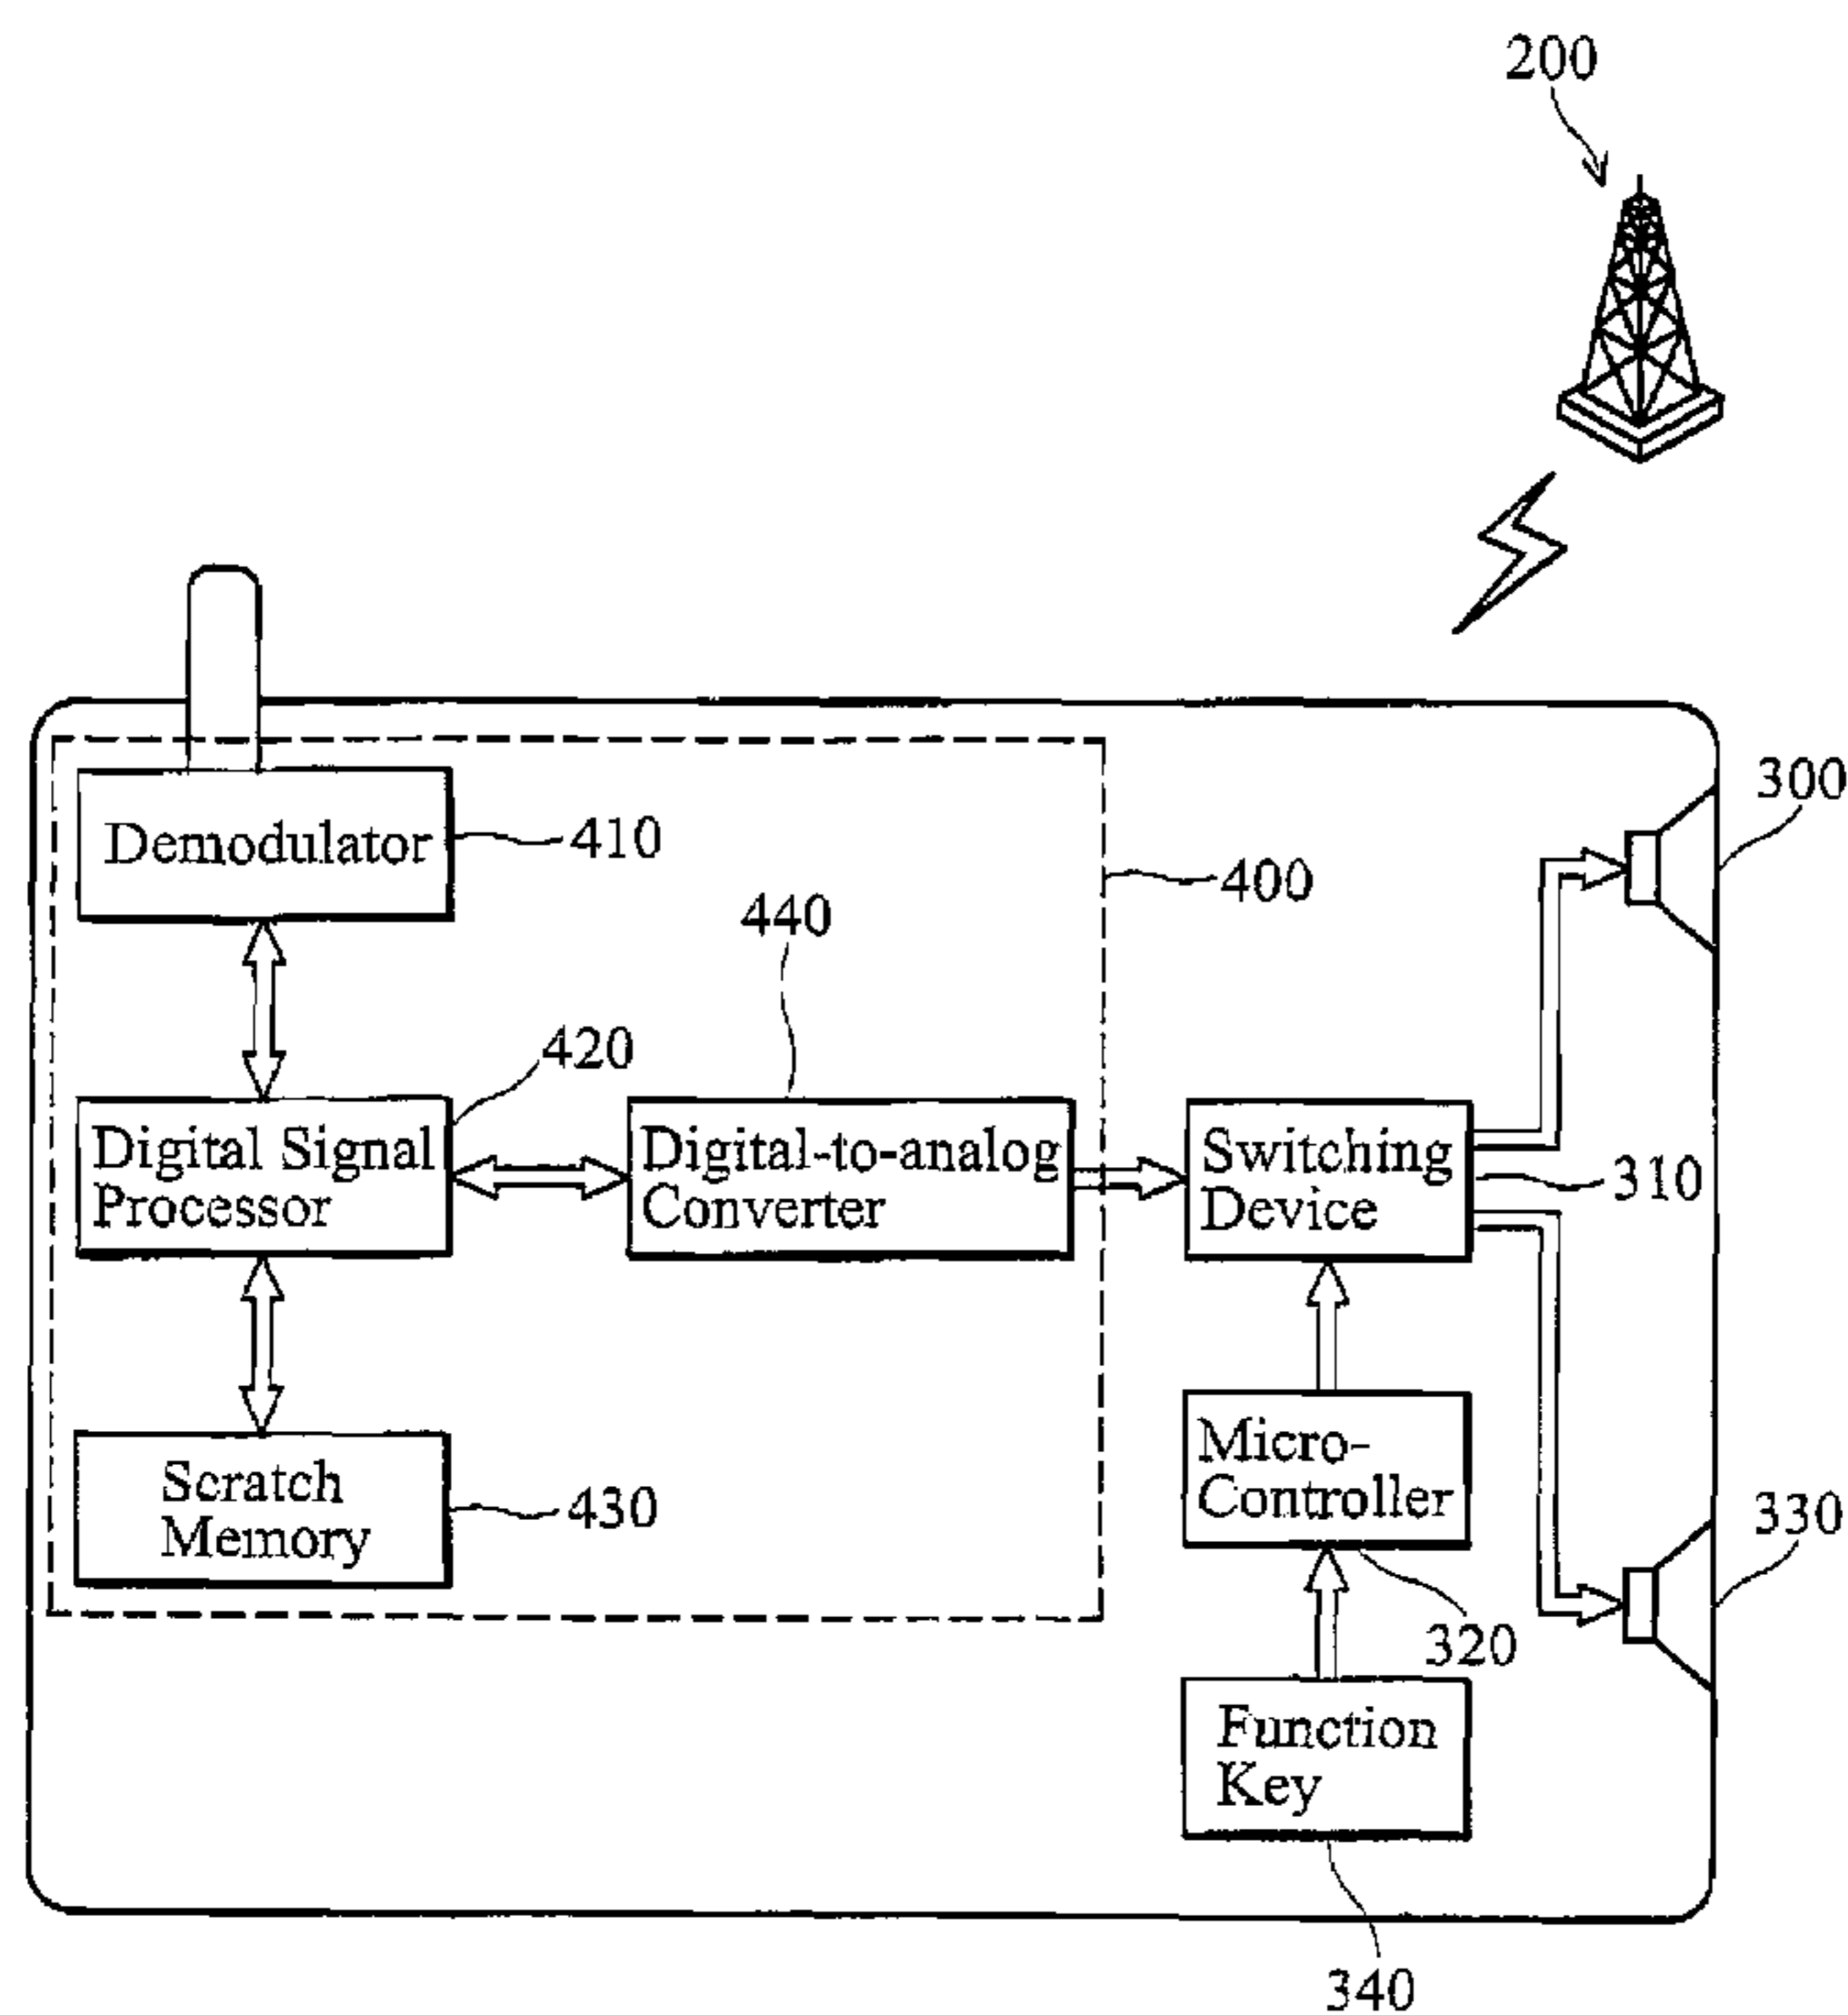 200
300
Demodulator
410
400
440
420
Digital Signal
Processor
Digital-to-analog
Converter
Switching
Device
310
Micro-
Controller
Scratch
Memory
430
330
320
Function
Key
340